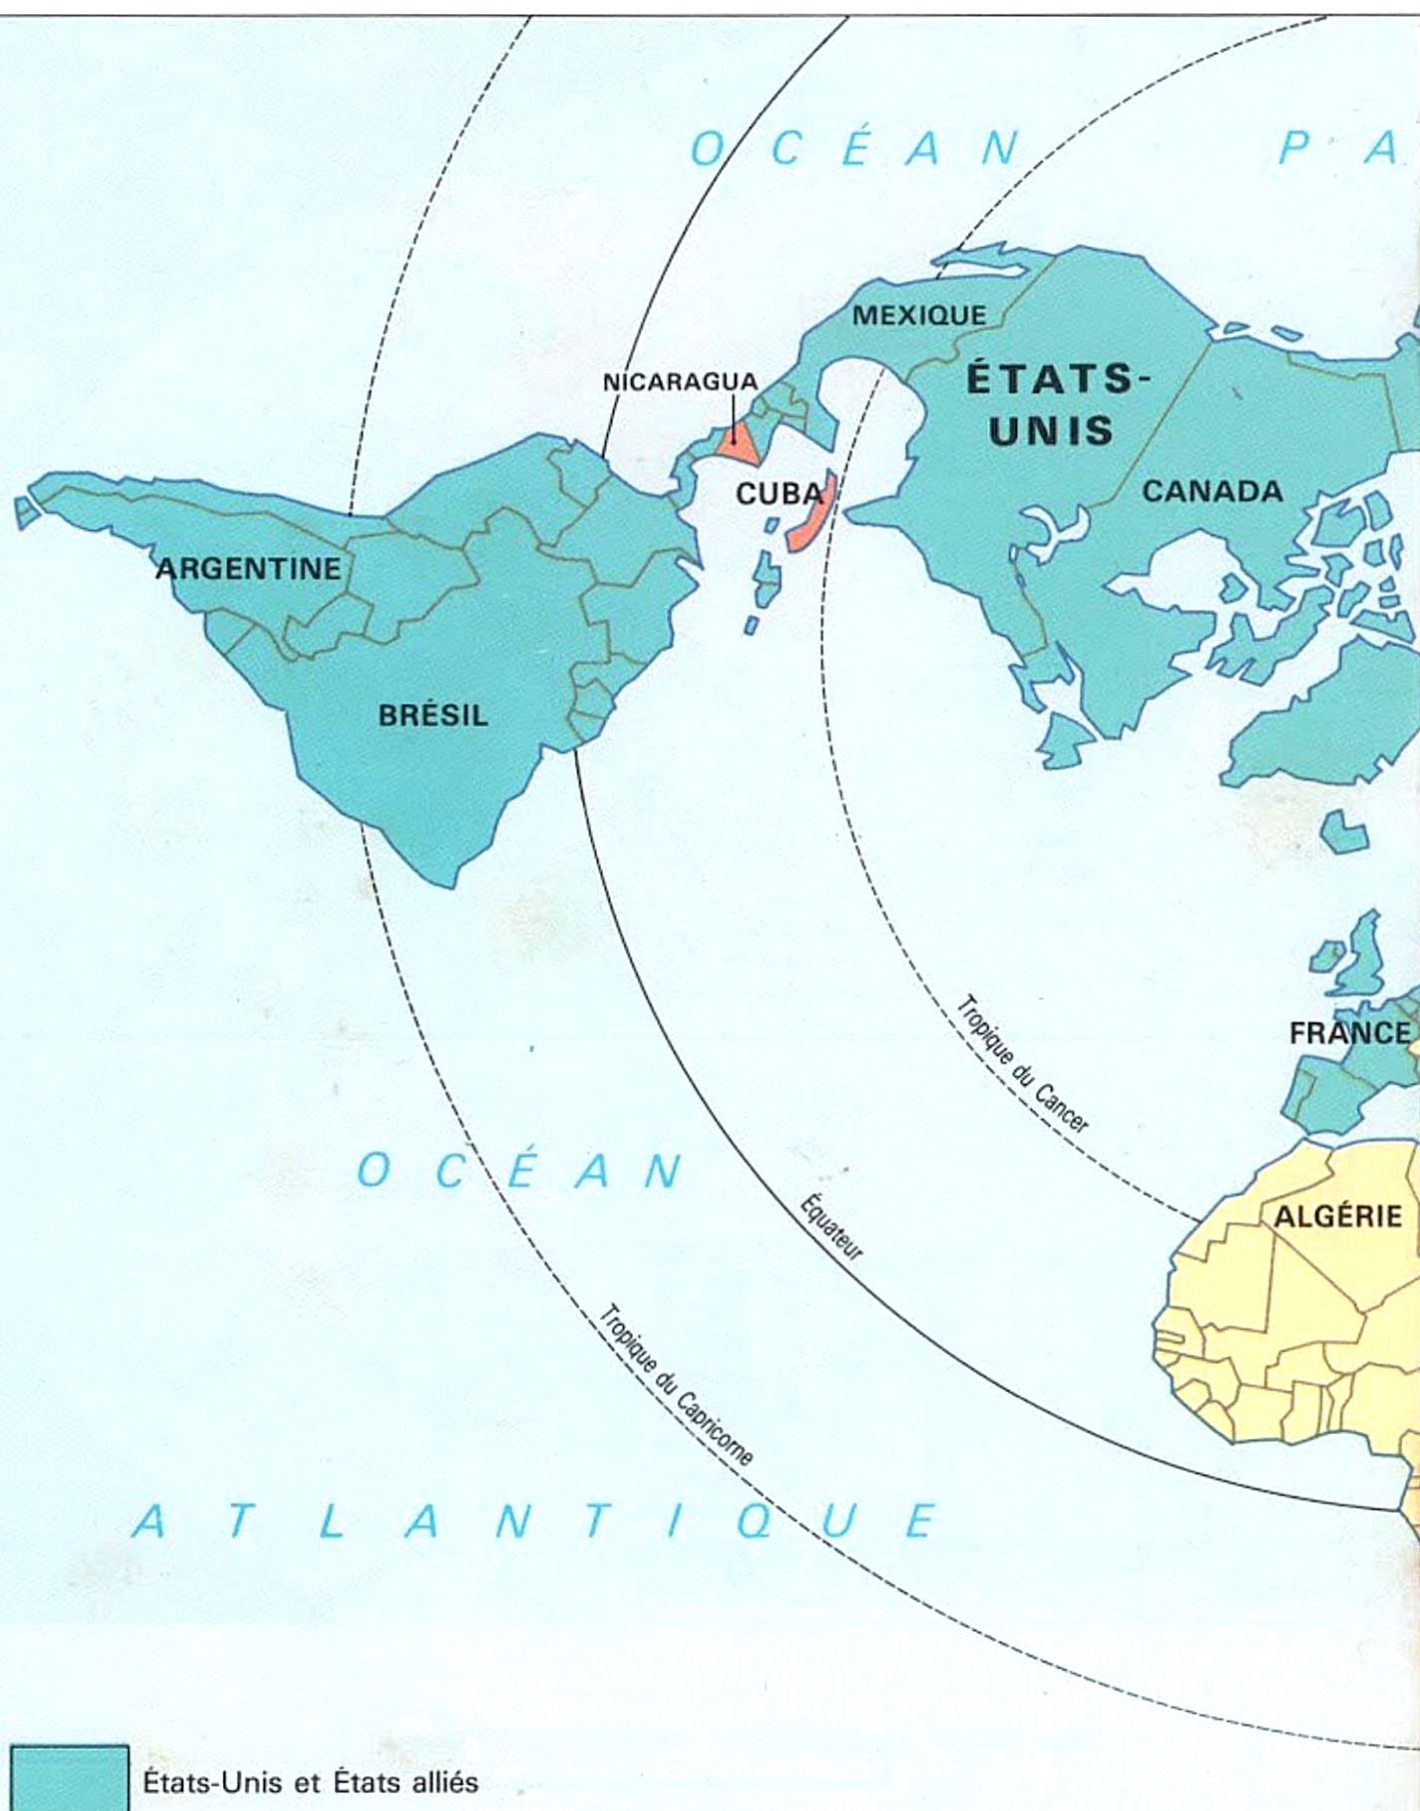 OCÉAN PA
MEXIQUE
ÉTATS-
UNIS
NICARAGUA
CUBA
CANADA
ARGENTINE
BRÉSIL
FRANCE
Tropique du Cancer
OCÉAN
Équateur
ALGÉRIE
Tropique du Capricorne
ATLANTIQUE
États-Unis et États alliés